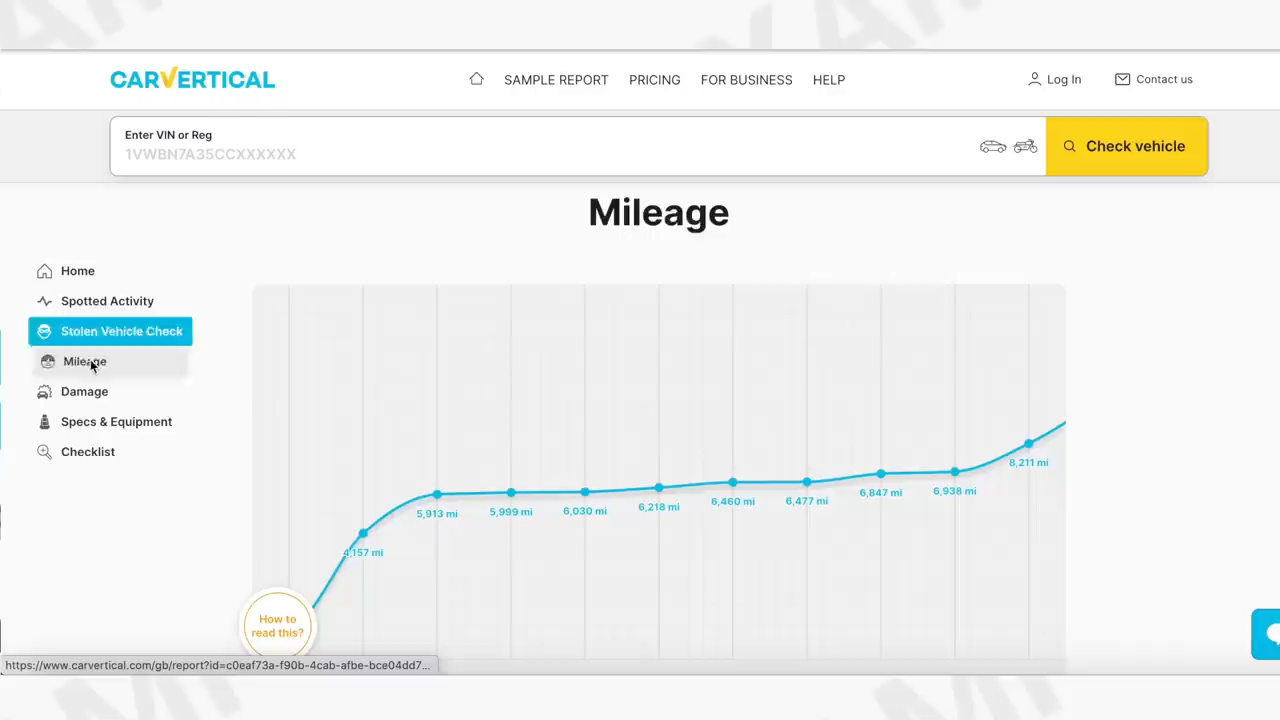 CARVERTICAL
SAMPLE REPORT
PRICING
FOR BUSINESS
HELP
Log In
Contact us
Enter VIN or Reg
1VWBN7A35CCXXXXXX
Check vehicle
Mileage
Home
Spotted Activity
Stolen Vehicle Check
Mileage
Damage
Specs & Equipment
Checklist
4,157 mi
5,913 mi
5,999 mi
6,030 mi
6,218 mi
6,460 mi
6,477 mi
6,847 mi
6,938 mi
8,211 mi
How to
read this?
https://www.carvertical.com/gb/report?id=c0eaf73a-f90b-4cab-afbe-bce04dd7...